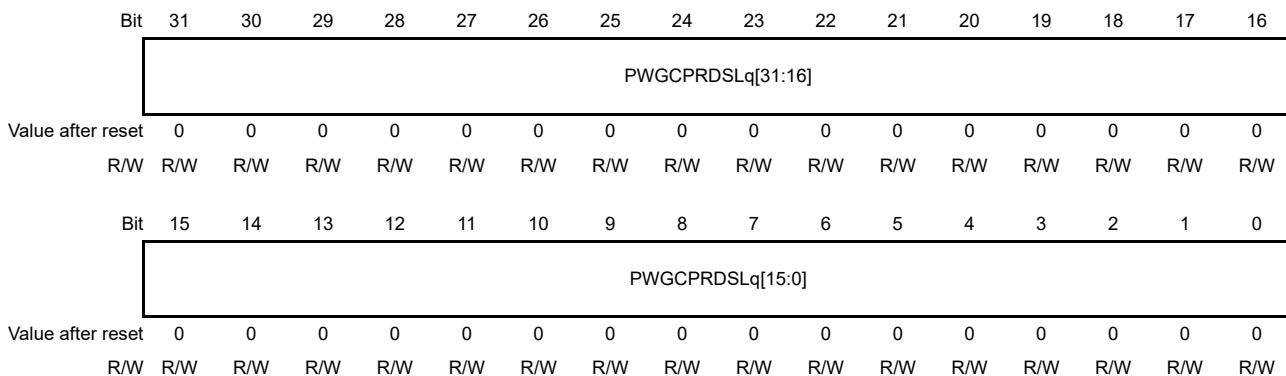 Bit 31 30 29 28 27 26 25 24 23 22 21 20 19 18 17 16
PWGCPRDSLq[31:16]
Value after reset 0 0 0 0 0 0 0 0 0 0 0 0 0 0 0 0
R/W R/W R/W R/W R/W R/W R/W R/W R/W R/W R/W R/W R/W R/W R/W R/W R/W
Bit 15 14 13 12 11 10 9 8 7 6 5 4 3 2 1 0
PWGCPRDSLq[15:0]
Value after reset 0 0 0 0 0 0 0 0 0 0 0 0 0 0 0 0
R/W R/W R/W R/W R/W R/W R/W R/W R/W R/W R/W R/W R/W R/W R/W R/W R/W